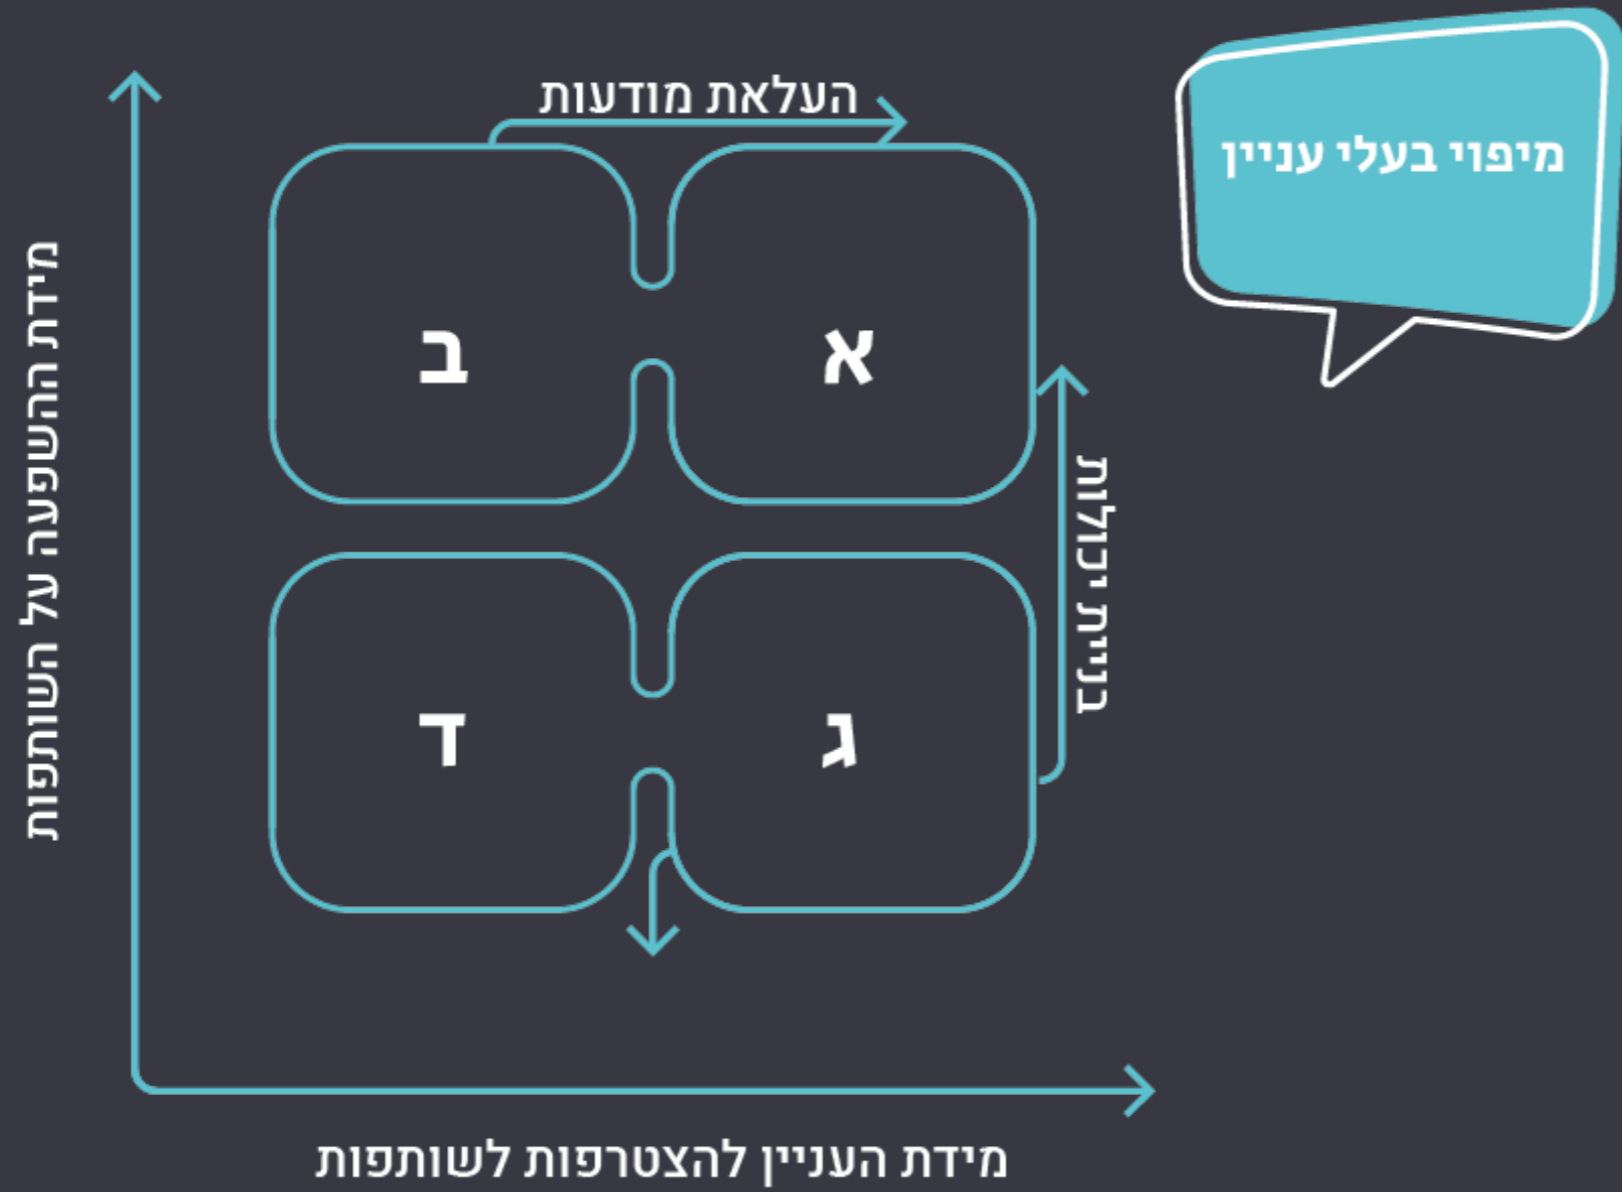 מיפוי בעלי עניין
העלאת מודעות
א
ב
בניית יכולות
ג
ד
מידת ההשפעה על השותפות
מידת העניין להצטרפות לשותפות